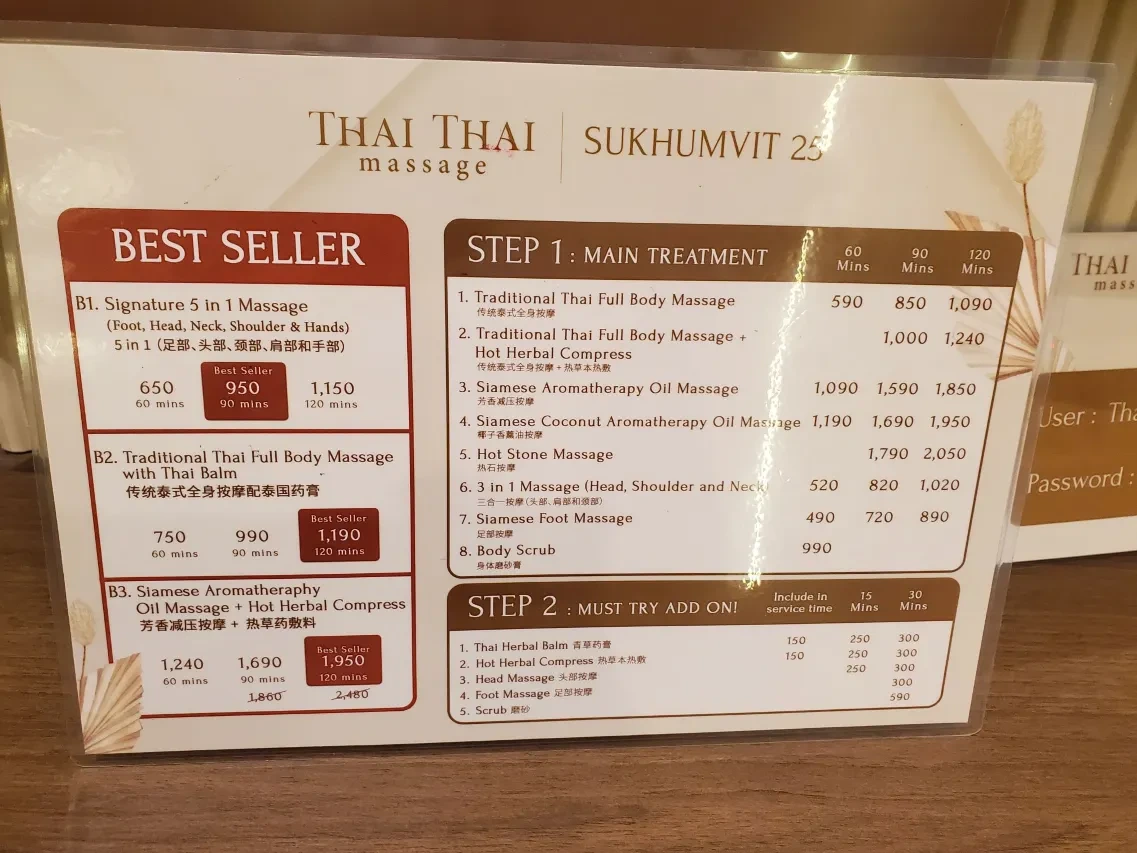 THAI THAI
massage
SUKHUMVIT 25
BEST SELLER
B1. Signature 5 in 1 Massage
(Foot, Head, Neck, Shoulder & Hands)
5 in 1 (足部、头部、颈部、肩部和手部)
Best Seller
650 950 1,150
60 mins 90 mins 120 mins
B2. Traditional Thai Full Body Massage
with Thai Balm
传统泰式全身按摩配泰国药膏
Best Seller
750 990 1,190
60 mins 90 mins 120 mins
B3. Siamese Aromatheraphy
Oil Massage + Hot Herbal Compress
芳香减压按摩 + 热草药敷料
Best Seller
1,240 1,690 1,950
60 mins 90 mins 120 mins
1,860 2,480
STEP 1 : MAIN TREATMENT 60 Mins 90 Mins 120 Mins
1. Traditional Thai Full Body Massage 590 850 1,090
传统泰式全身按摩
2. Traditional Thai Full Body Massage + 1,000 1,240
Hot Herbal Compress
传统泰式全身按摩 + 热草本热敷
3. Siamese Aromatherapy Oil Massage 1,090 1,590 1,850
芳香减压按摩
4. Siamese Coconut Aromatherapy Oil Massage 1,190 1,690 1,950
椰子香薰油按摩
5. Hot Stone Massage 1,790 2,050
热石按摩
6. 3 in 1 Massage (Head, Shoulder and Neck) 520 820 1,020
三合一按摩 (头部、肩部和颈部)
7. Siamese Foot Massage 490 720 890
足部按摩
8. Body Scrub 990
身体磨砂膏
STEP 2 : MUST TRY ADD ON! Include in service time 15 Mins 30 Mins
1. Thai Herbal Balm 青草药膏 150 250 300
2. Hot Herbal Compress 热草本热敷 150 250 300
3. Head Massage 头部按摩 250 300
4. Foot Massage 足部按摩 300
5. Scrub 磨砂 590
THAI
mass
User : Tha
Password :